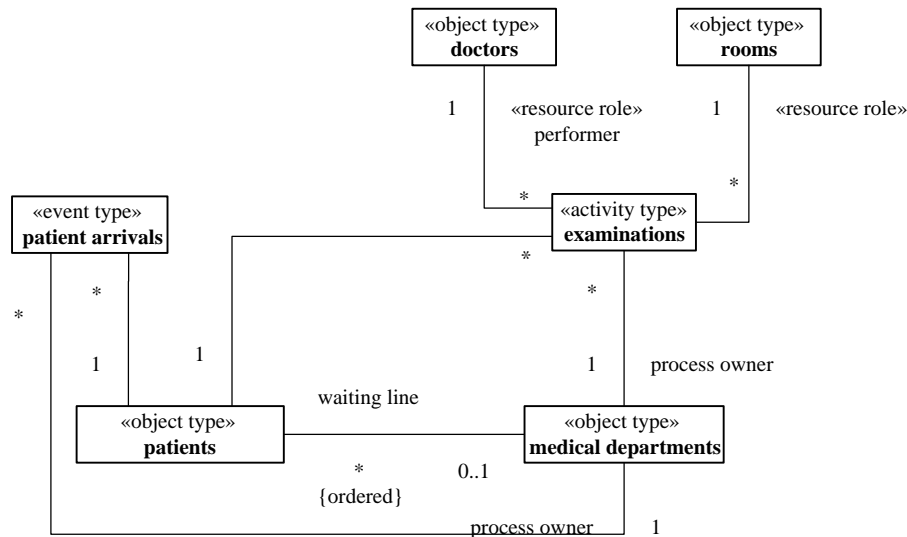 «object type»
doctors
«object type»
rooms
1
«resource role»
performer
1
«resource role»
*
*
«event type»
patient arrivals
«activity type»
examinations
*
*
*
*
1
1
1
process owner
waiting line
«object type»
patients
«object type»
medical departments
*
{ordered}
0..1
process owner
1